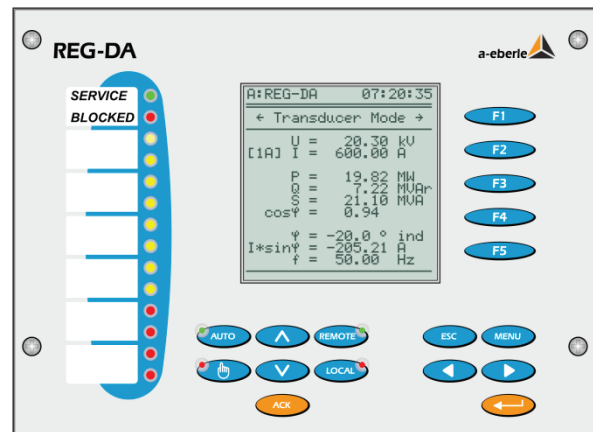 REG-DA
a-eberle
SERVICE
BLOCKED
A:REG-DA 07:20:35
← Transducer Mode →
U = 20.30 kV
[1A] I = 600.00 A
P = 19.82 MW
Q = 7.22 MVAr
S = 21.10 MVA
cosφ = 0.94
φ = -20.0 ° ind
I*sinφ = -205.21 A
f = 50.00 Hz
F1
F2
F3
F4
F5
AUTO
REMOTE
ESC
MENU
LOCAL
ACK